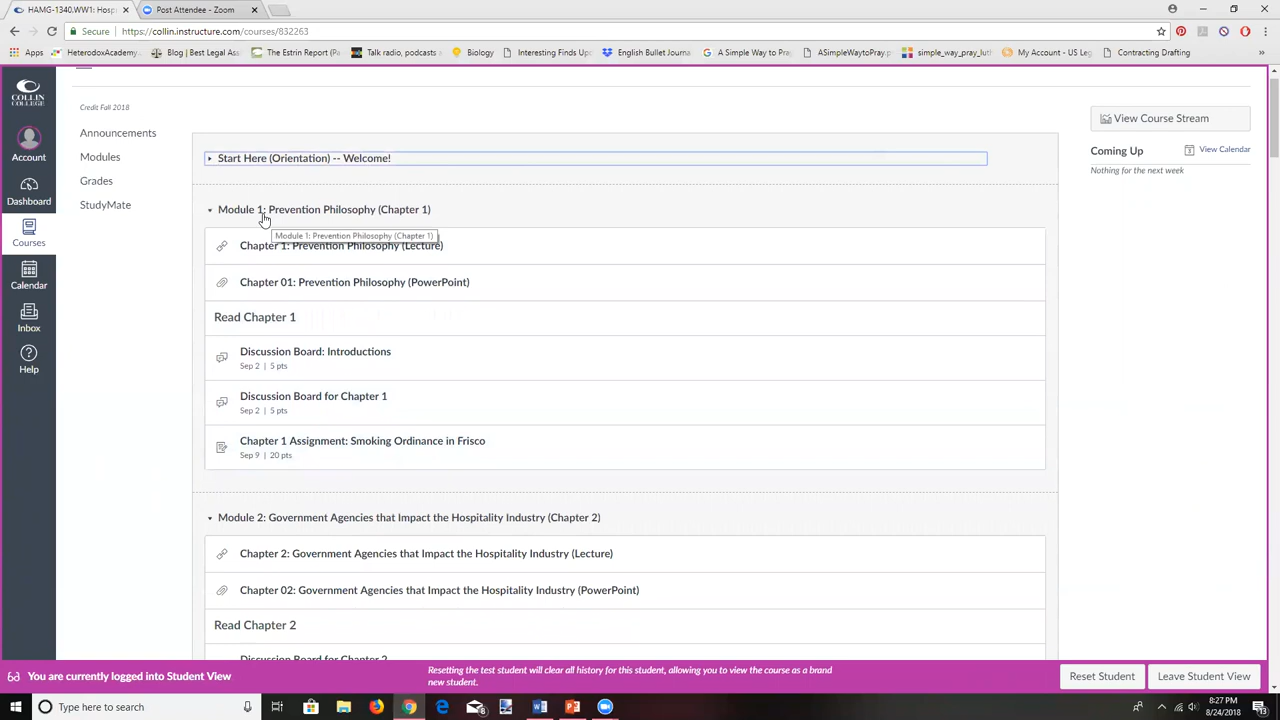 HAMG-1340.WW1: Hospi
Post Attendee - Zoom
Secure
https://collin.instructure.com/courses/832263
Apps
HeterodoxAcademy.
Blog | Best Legal Ass
The Estrin Report (%
Talk radio, podcasts
Biology
Interesting Finds Up
English Bullet Journa
Simple Way to Pray.p
ASimpleWaytoPray.p
simple_way_pray_lut
My Account - US Leg
Contracting Drafting
COLLIN
COLLEGE
Account
Dashboard
Courses
Calendar
Inbox
Help
Credit Fall 2018
Announcements
Modules
Grades
StudyMate
Start Here (Orientation) -- Welcome!
Module 1: Prevention Philosophy (Chapter 1)
Module 1: Prevention Philosophy (Chapter 1)
Chapter 1: Prevention Philosophy (Lecture)
Chapter 01: Prevention Philosophy (PowerPoint)
Read Chapter 1
Discussion Board: Introductions
Sep 2 | 5 pts
Discussion Board for Chapter 1
Sep 2 | 5 pts
Chapter 1 Assignment: Smoking Ordinance in Frisco
Sep 9 | 20 pts
Module 2: Government Agencies that Impact the Hospitality Industry (Chapter 2)
Chapter 2: Government Agencies that Impact the Hospitality Industry (Lecture)
Chapter 02: Government Agencies that Impact the Hospitality Industry (PowerPoint)
Read Chapter 2
Discussion Board for Chapter 2
View Course Stream
Coming Up
View Calendar
Nothing for the next week
You are currently logged into Student View
Resetting the test student will clear all history for this student, allowing you to view the course as a brand
new student.
Reset Student
Leave Student View
Type here to search
8:27 PM
8/24/2018